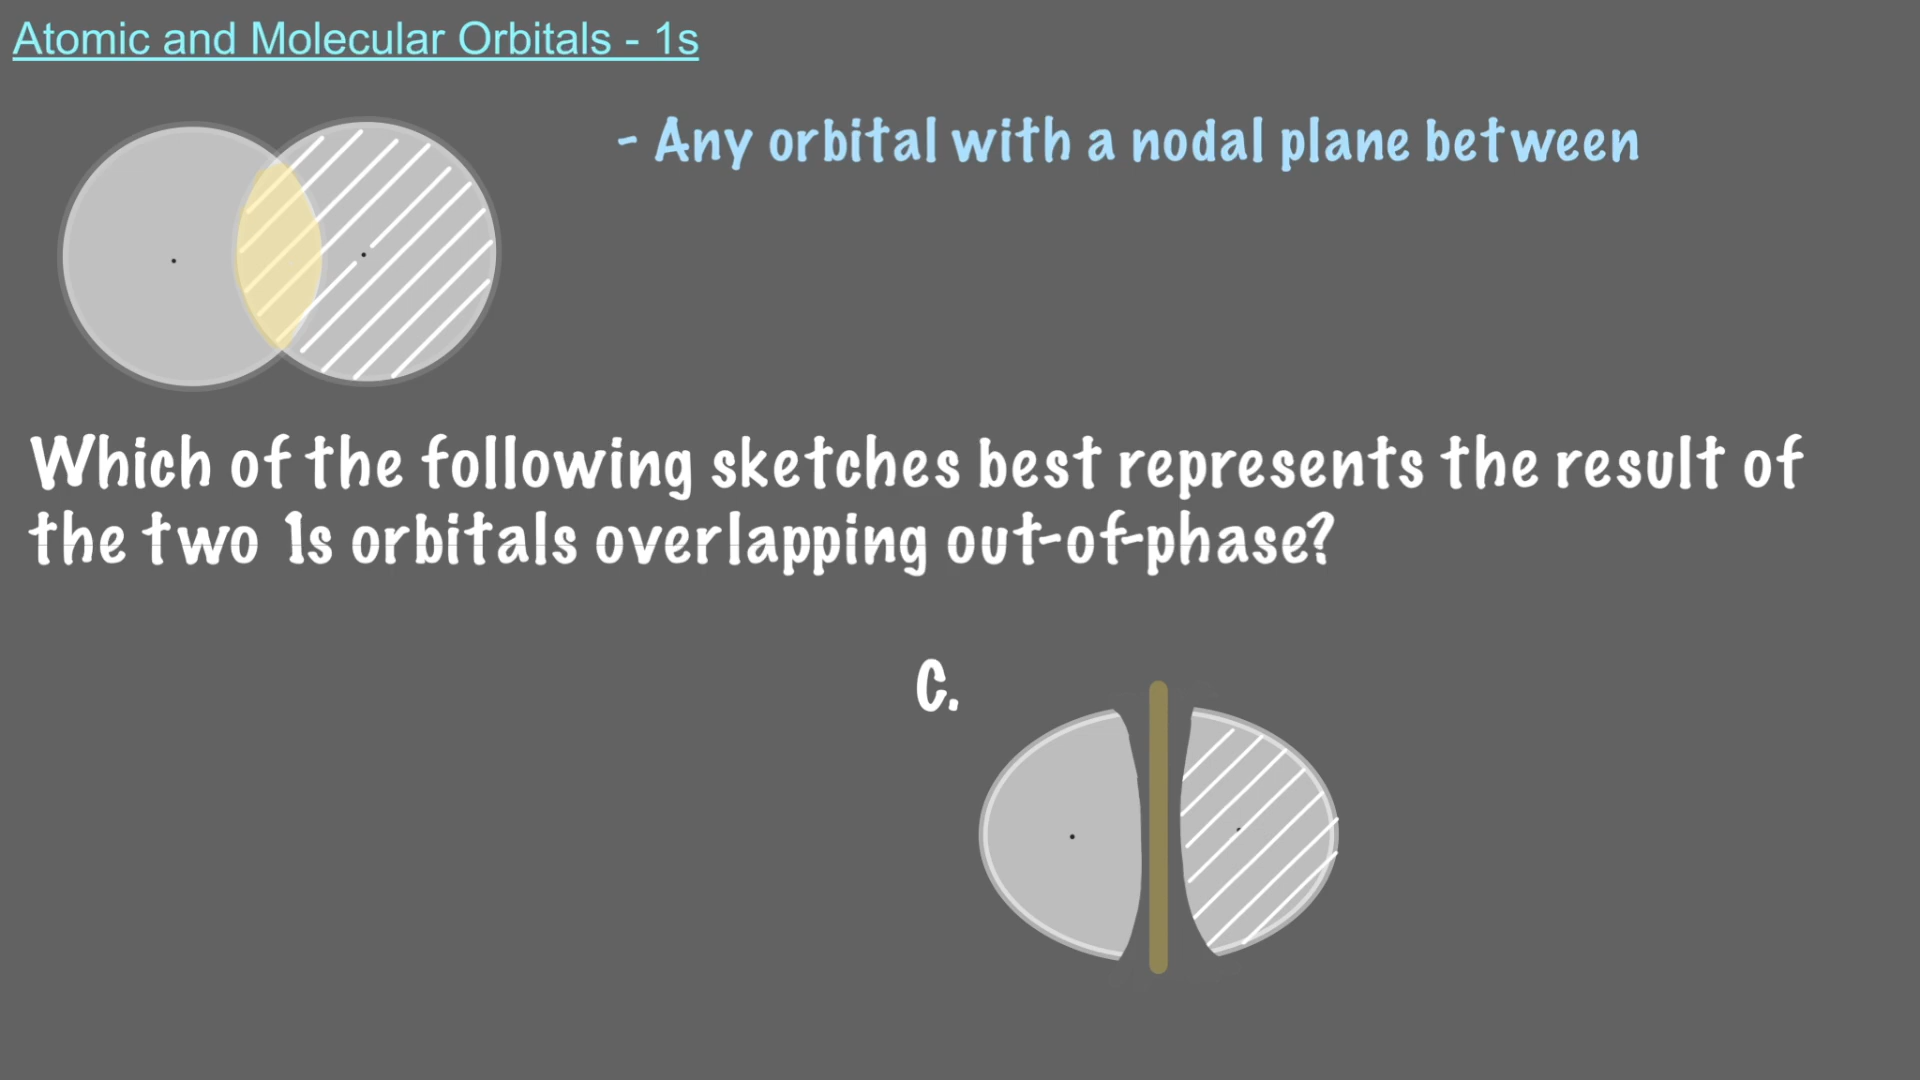 Atomic and Molecular Orbitals - 1s
- Any orbital with a nodal plane between
Which of the following sketches best represents the result of
the two 1s orbitals overlapping out-of-phase?
C.